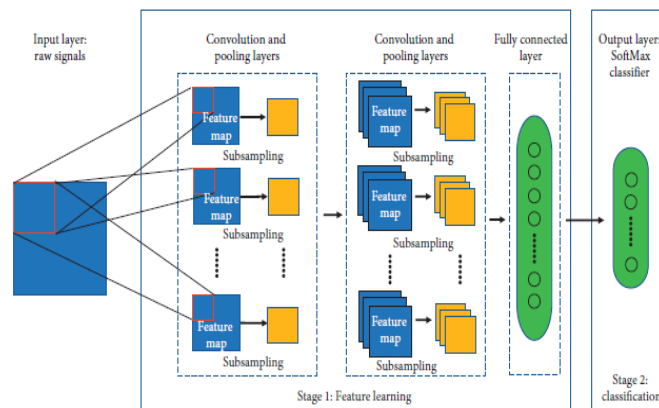 Input layer:
raw signals
Convolution and
pooling layers
Convolution and
pooling layers
Fully connected
layer
Output layer:
SoftMax
classifier
Feature
map
Subsampling
Feature
map
Subsampling
Feature
map
Subsampling
Feature
map
Subsampling
Feature
map
Subsampling
Feature
map
Subsampling
Stage 1: Feature learning
Stage 2:
classification